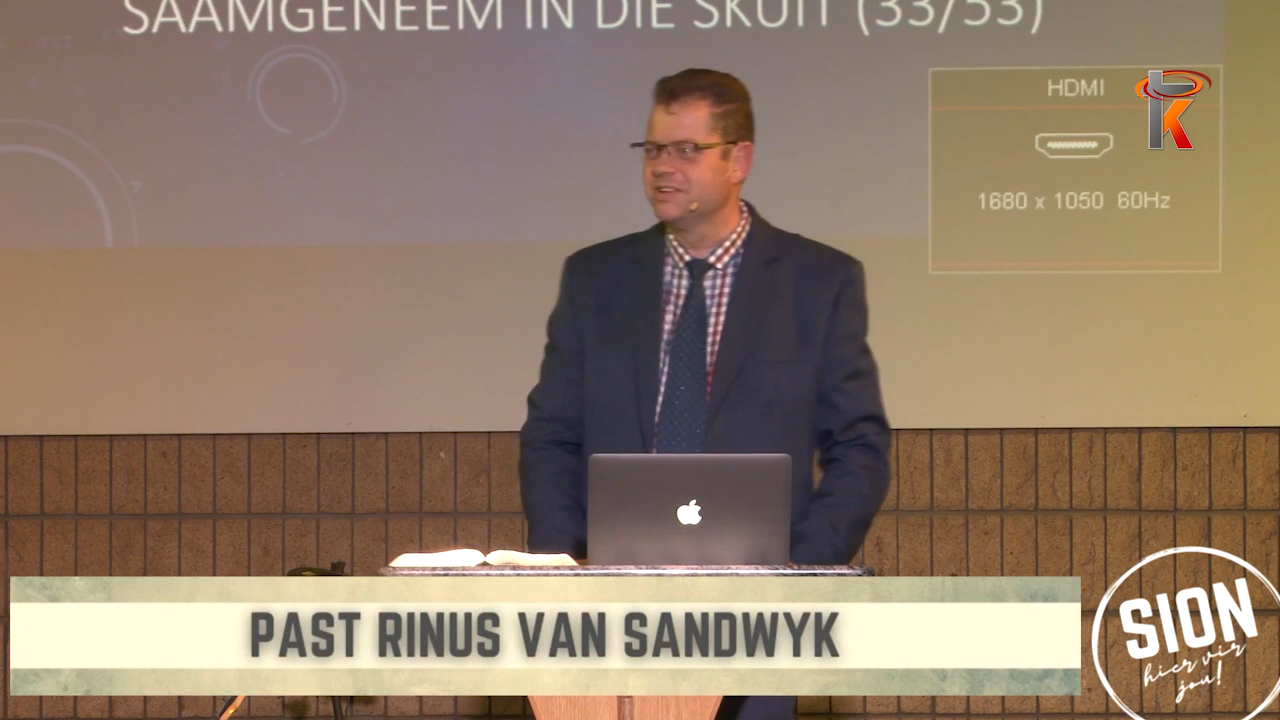 SAAMGENEEM IN DIE SKUIT (33/53)
HDMI
1680 x 1050 60Hz
PAST RINUS VAN SANDWYK
SION
hier vir
jou!